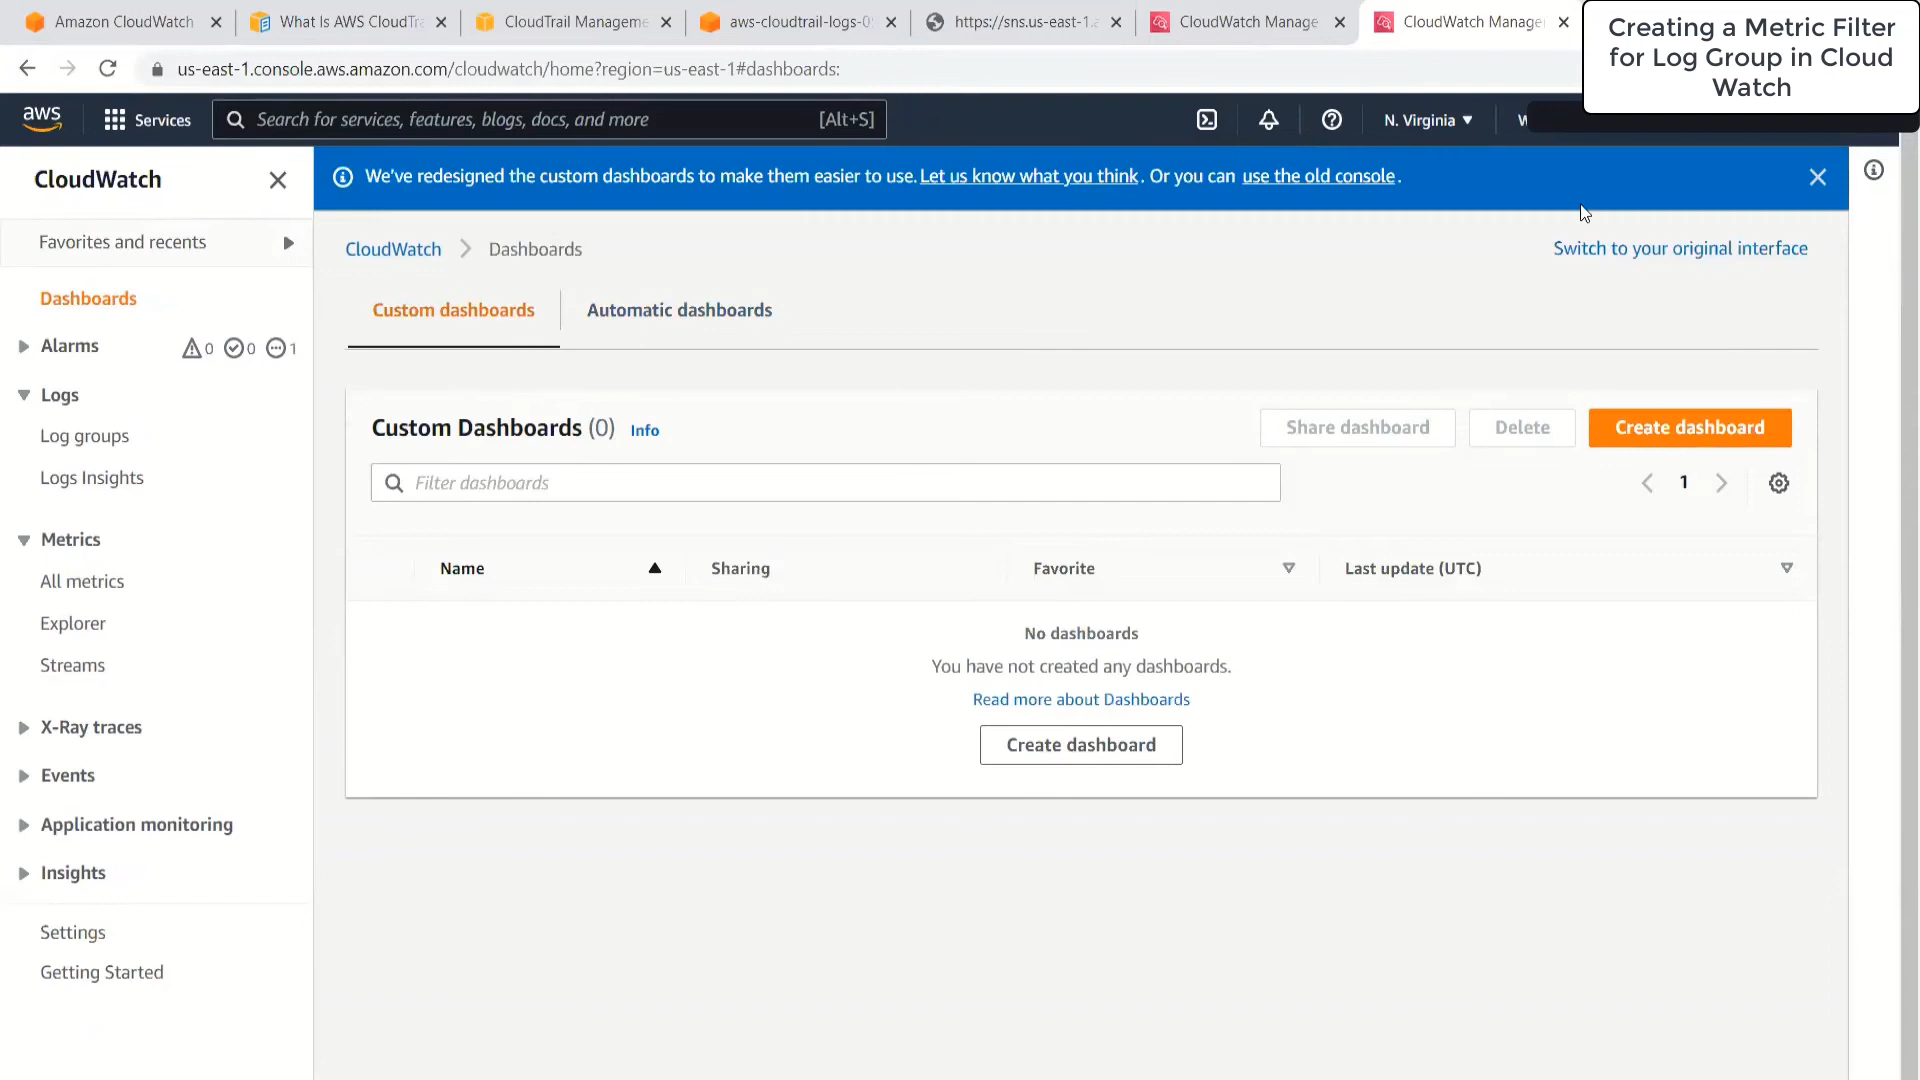 Amazon CloudWatch
What Is AWS CloudTra
CloudTrail Manageme
aws-cloudtrail-logs-0
https://sns.us-east-1.
CloudWatch Manage
CloudWatch Manage
Creating a Metric Filter
for Log Group in Cloud
Watch
us-east-1.console.aws.amazon.com/cloudwatch/home?region=us-east-1#dashboards:
aws
Services
Search for services, features, blogs, docs, and more
[Alt+S]
N. Virginia
CloudWatch
We've redesigned the custom dashboards to make them easier to use. Let us know what you think. Or you can use the old console.
Favorites and recents
CloudWatch
Dashboards
Switch to your original interface
Dashboards
Custom dashboards
Automatic dashboards
Alarms
0
0
1
Logs
Log groups
Logs Insights
Custom Dashboards (0) Info
Share dashboard
Delete
Create dashboard
Filter dashboards
1
Metrics
All metrics
Explorer
Streams
Name
Sharing
Favorite
Last update (UTC)
No dashboards
You have not created any dashboards.
Read more about Dashboards
Create dashboard
X-Ray traces
Events
Application monitoring
Insights
Settings
Getting Started